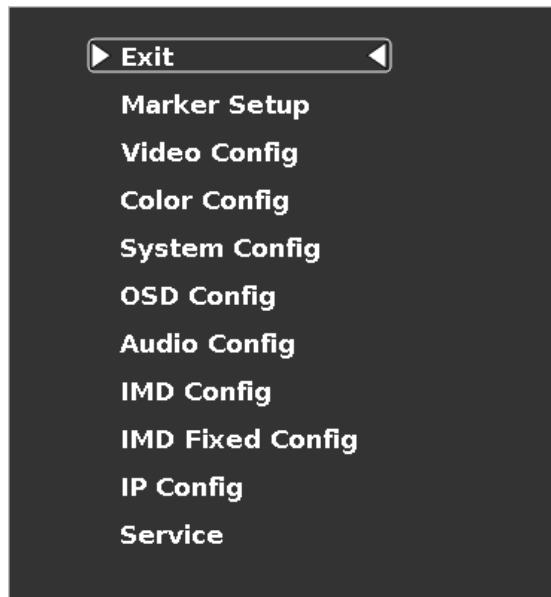 Exit
Marker Setup
Video Config
Color Config
System Config
OSD Config
Audio Config
IMD Config
IMD Fixed Config
IP Config
Service